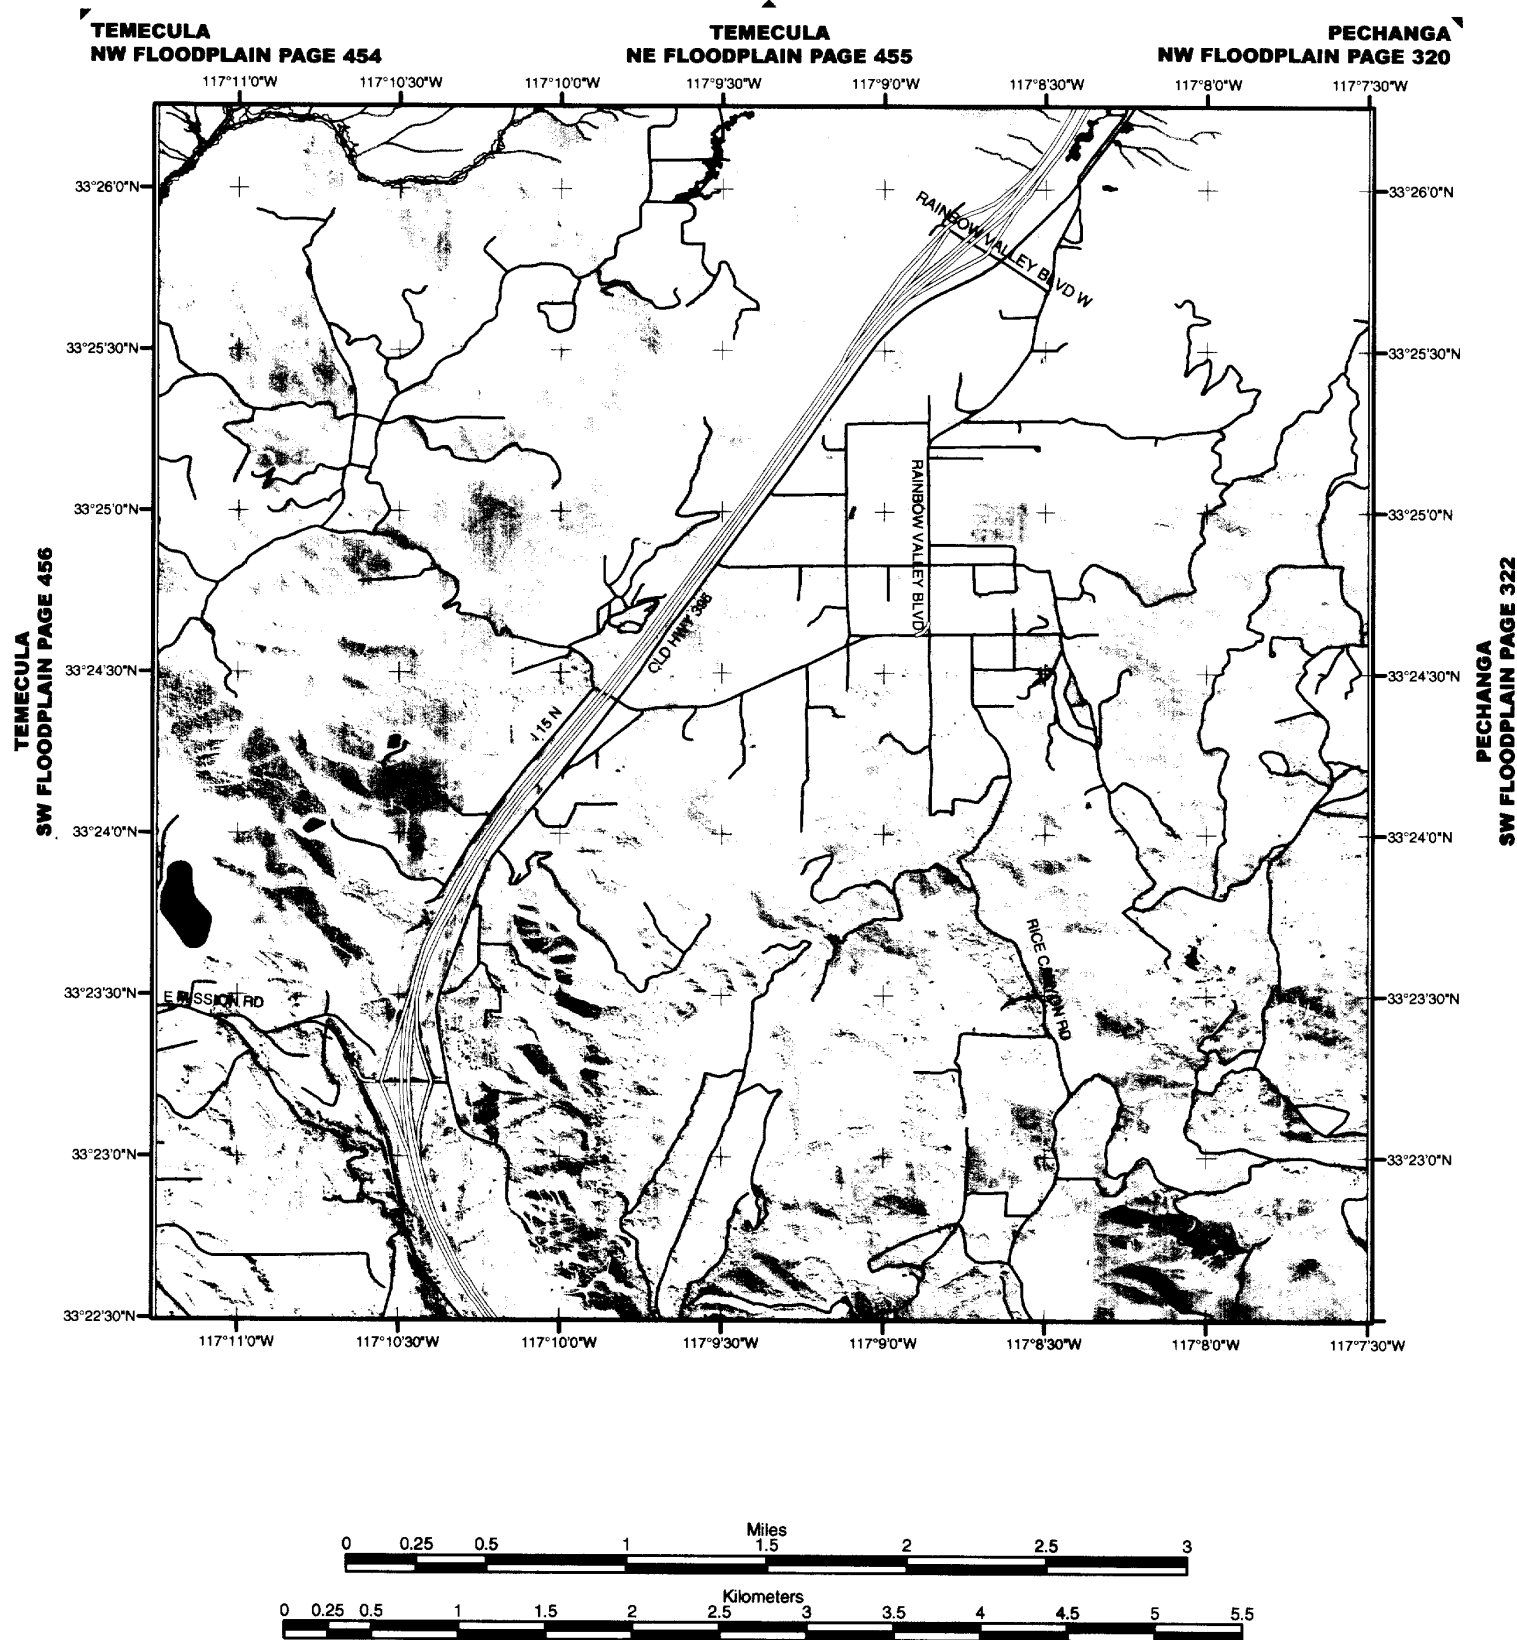 TEMECULA
NW FLOODPLAIN PAGE 454
TEMECULA
NE FLOODPLAIN PAGE 455
PECHANGA
NW FLOODPLAIN PAGE 320
117°11'0"W
117°10'30"W
117°10'0"W
117°9'30"W
117°9'0"W
117°8'30"W
117°8'0"W
117°7'30"W
33°26'0"N
33°26'0"N
RAINBOW VALLEY BLVD W
33°25'30"N
33°25'30"N
RAINBOW VALLEY BLVD
33°25'0"N
33°25'0"N
TEMECULA
SW FLOODPLAIN PAGE 456
PECHANGA
SW FLOODPLAIN PAGE 322
OLD HWY 395
33°24'30"N
33°24'30"N
I 15 N
33°24'0"N
33°24'0"N
RICE CANYON RD
33°23'30"N
E MISSION RD
33°23'30"N
33°23'0"N
33°23'0"N
33°22'30"N
117°11'0"W
117°10'30"W
117°10'0"W
117°9'30"W
117°9'0"W
117°8'30"W
117°8'0"W
117°7'30"W
Miles
0 0.25 0.5 1 1.5 2 2.5 3
Kilometers
0 0.25 0.5 1 1.5 2 2.5 3 3.5 4 4.5 5 5.5